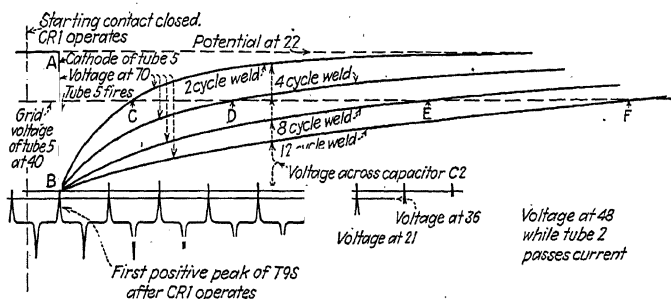 Starting contact closed.
CR1 operates
Potential at 22
A
Cathode of tube 5
Voltage at 70
Tube 5 fires
2 cycle weld
4 cycle weld
C
D
E
F
Grid
voltage
of tube 5
at 40
8 cycle weld
12 cycle weld
Voltage across capacitor C2
B
Voltage at 36
Voltage at 21
Voltage at 48
while tube 2
passes current
First positive peak of T9S
after CR1 operates